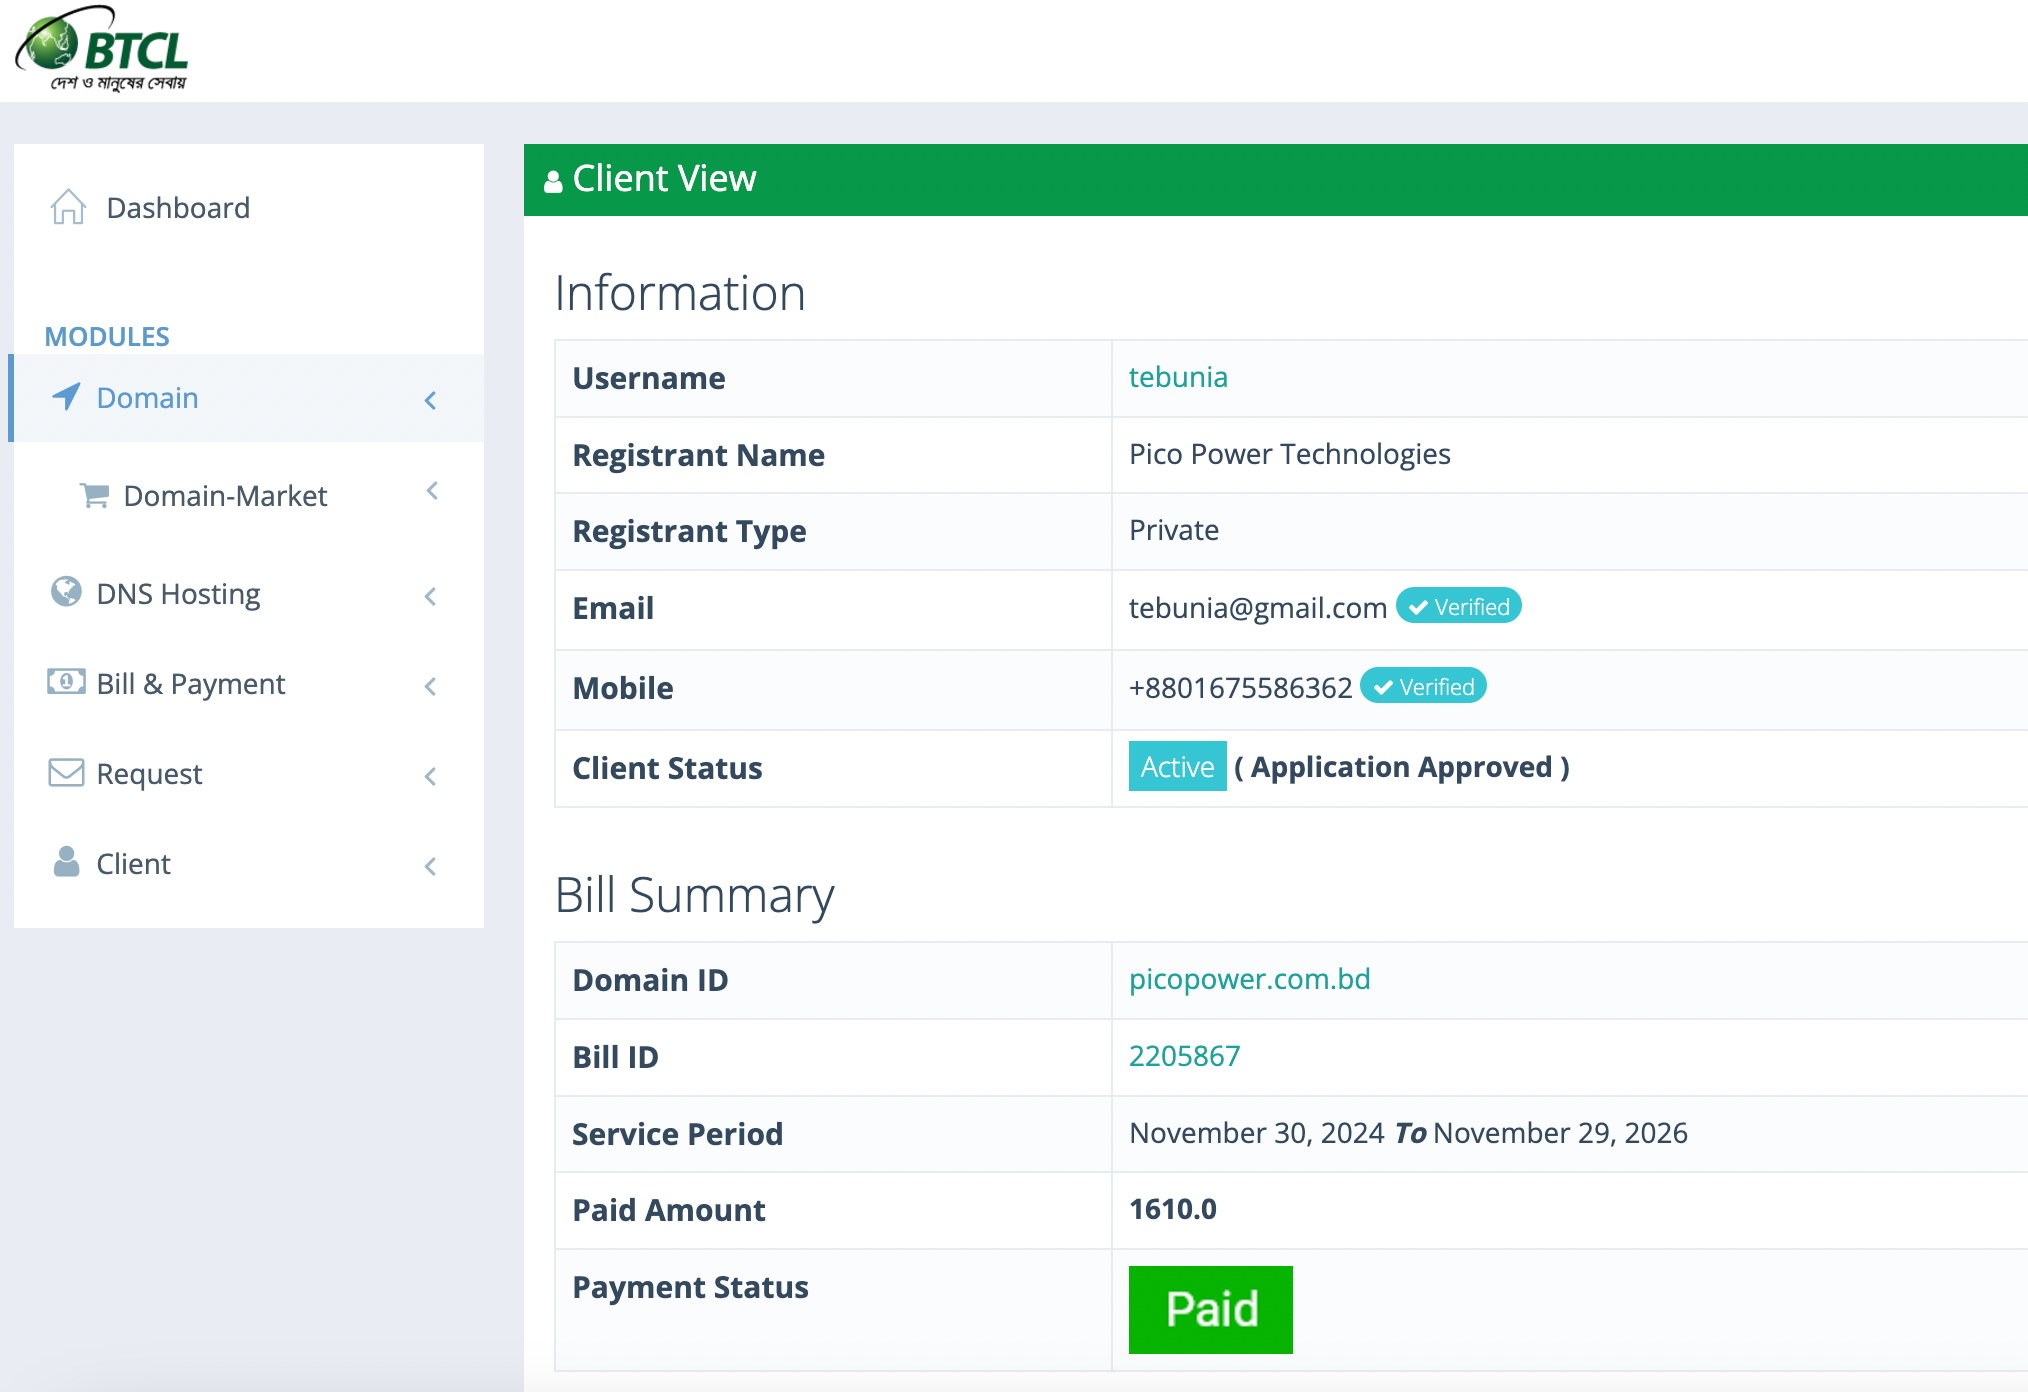 BTCL
দেশ ও মানুষের সেবায়
Dashboard
MODULES
Domain
Domain-Market
DNS Hosting
Bill & Payment
Request
Client
Client View
Information
Username tebunia
Registrant Name Pico Power Technologies
Registrant Type Private
Email tebunia@gmail.com Verified
Mobile +8801675586362 Verified
Client Status Active ( Application Approved )
Bill Summary
Domain ID picopower.com.bd
Bill ID 2205867
Service Period November 30, 2024 To November 29, 2026
Paid Amount 1610.0
Payment Status Paid